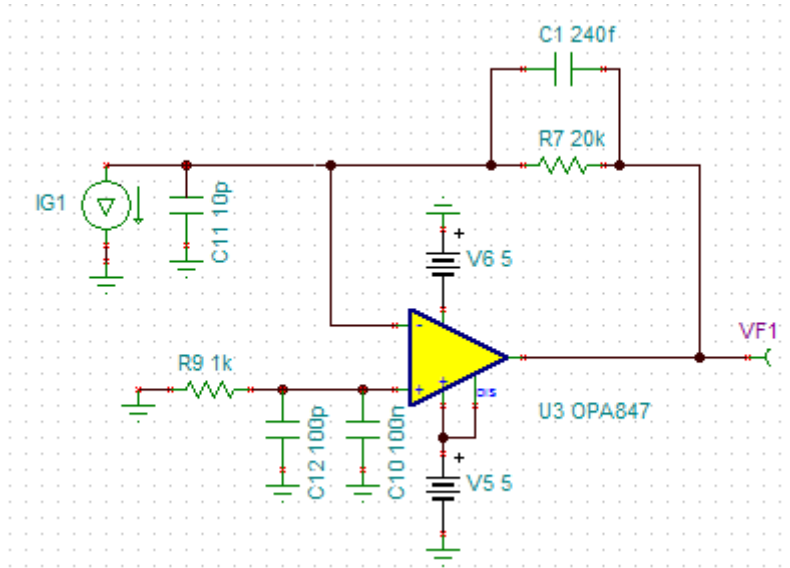 C1 240f
R7 20k
IG1
C11 10p
+
V6 5
-
VF1
R9 1k
+
+
DIS
U3 OPA847
C12 100p
C10 100n
+
V5 5